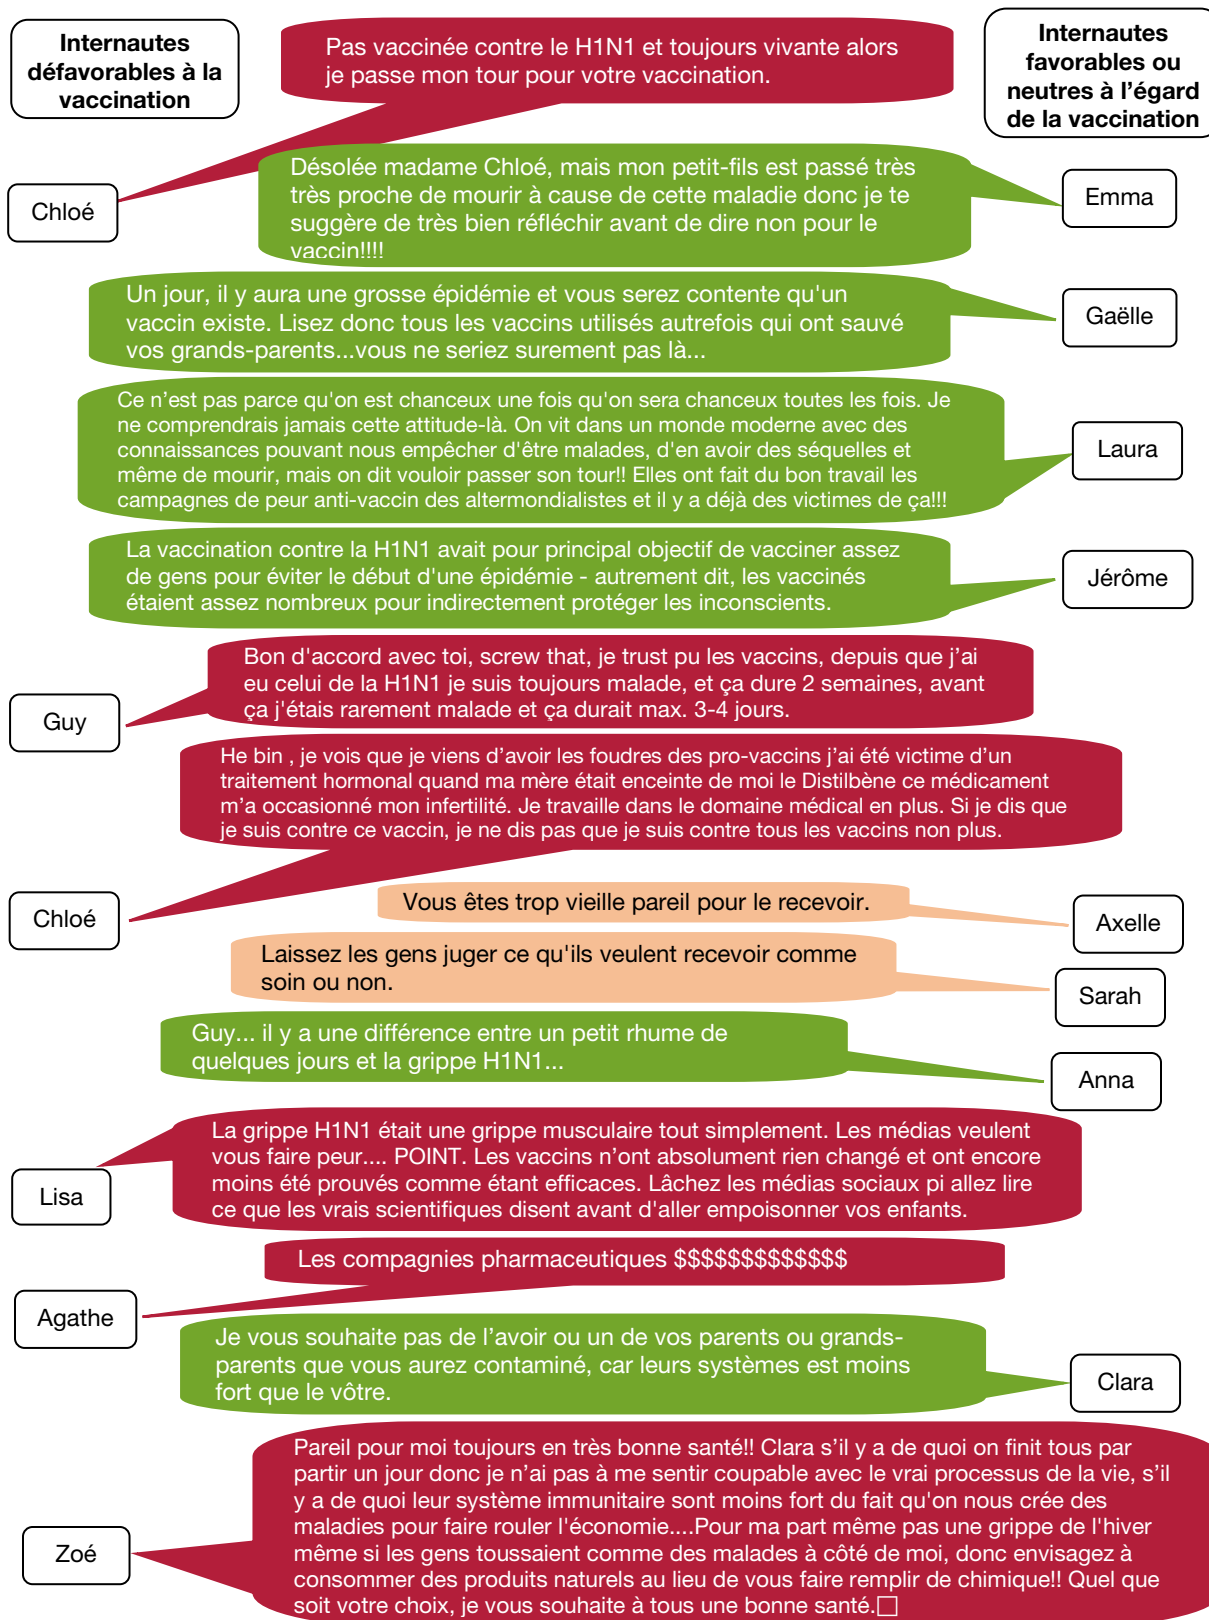 Internautes
défavorables à la
vaccination
Pas vaccinée contre le H1N1 et toujours vivante alors
je passe mon tour pour votre vaccination.
Internautes
favorables ou
neutres à l'égard
de la vaccination
Chloé
Désolée madame Chloé, mais mon petit-fils est passé très
très proche de mourir à cause de cette maladie donc je te
suggère de très bien réfléchir avant de dire non pour le
vaccin!!!!
Emma
Un jour, il y aura une grosse épidémie et vous serez contente qu'un
vaccin existe. Lisez donc tous les vaccins utilisés autrefois qui ont sauvé
vos grands-parents...vous ne seriez surement pas là...
Gaëlle
Ce n'est pas parce qu'on est chanceux une fois qu'on sera chanceux toutes les fois. Je
ne comprendrais jamais cette attitude-là. On vit dans un monde moderne avec des
connaissances pouvant nous empêcher d'être malades, d'en avoir des séquelles et
même de mourir, mais on dit vouloir passer son tour!! Elles ont fait du bon travail les
campagnes de peur anti-vaccin des altermondialistes et il y a déjà des victimes de ça!!!
Laura
La vaccination contre la H1N1 avait pour principal objectif de vacciner assez
de gens pour éviter le début d'une épidémie - autrement dit, les vaccinés
étaient assez nombreux pour indirectement protéger les inconscients.
Jérôme
Bon d'accord avec toi, screw that, je trust pu les vaccins, depuis que j'ai
eu celui de la H1N1 je suis toujours malade, et ça dure 2 semaines, avant
ça j'étais rarement malade et ça durait max. 3-4 jours.
Guy
He bin , je vois que je viens d'avoir les foudres des pro-vaccins j'ai été victime d'un
traitement hormonal quand ma mère était enceinte de moi le Distilbène ce médicament
m'a occasionné mon infertilité. Je travaille dans le domaine médical en plus. Si je dis que
je suis contre ce vaccin, je ne dis pas que je suis contre tous les vaccins non plus.
Chloé
Vous êtes trop vieille pareil pour le recevoir.
Axelle
Laissez les gens juger ce qu'ils veulent recevoir comme
soin ou non.
Sarah
Guy... il y a une différence entre un petit rhume de
quelques jours et la grippe H1N1...
Anna
La grippe H1N1 était une grippe musculaire tout simplement. Les médias veulent
vous faire peur.... POINT. Les vaccins n'ont absolument rien changé et ont encore
moins été prouvés comme étant efficaces. Lâchez les médias sociaux pi allez lire
ce que les vrais scientifiques disent avant d'aller empoisonner vos enfants.
Lisa
Les compagnies pharmaceutiques $$$$$$$$$$$$$
Agathe
Je vous souhaite pas de l'avoir ou un de vos parents ou grands-
parents que vous aurez contaminé, car leurs systèmes est moins
fort que le vôtre.
Clara
Pareil pour moi toujours en très bonne santé!! Clara s'il y a de quoi on finit tous par
partir un jour donc je n'ai pas à me sentir coupable avec le vrai processus de la vie, s'il
y a de quoi leur système immunitaire sont moins fort du fait qu'on nous crée des
maladies pour faire rouler l'économie....Pour ma part même pas une grippe de l'hiver
même si les gens toussaient comme des malades à côté de moi, donc envisagez à
consommer des produits naturels au lieu de vous faire remplir de chimique!! Quel que
soit votre choix, je vous souhaite à tous une bonne santé.
Zoé